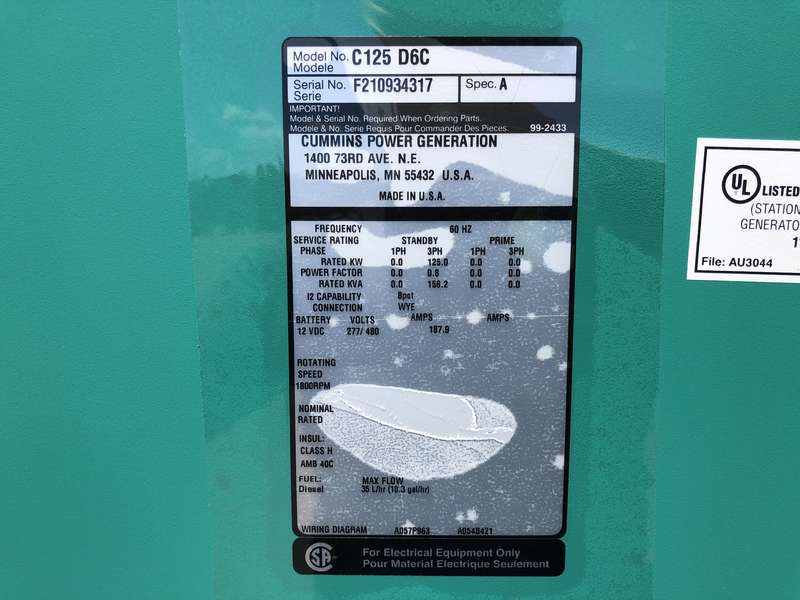 Model No. C125 D6C
Modele
Serial No. F210934317 Spec. A
Serie
IMPORTANT!
Model & Serial No. Required When Ordering Parts.
Modele & No. Serie Requis Pour Commander Des Pieces. 99-2433
CUMMINS POWER GENERATION
1400 73RD AVE. N.E.
MINNEAPOLIS, MN 55432 U.S.A.
MADE IN U.S.A.
FREQUENCY 60 HZ
SERVICE RATING STANDBY PRIME
PHASE 1PH 3PH 1PH 3PH
RATED KW 0.0 125.0 0.0 0.0
POWER FACTOR 0.0 0.8 0.0 0.0
RATED KVA 0.0 156.2 0.0 0.0
I2 CAPABILITY 8pct
CONNECTION WYE
BATTERY VOLTS AMPS AMPS
12 VDC 277/ 480 187.9
ROTATING
SPEED
1800RPM
NOMINAL
RATED
INSUL:
CLASS H
AMB 40C
FUEL: MAX FLOW
Diesel 35 L/hr (10.3 gal/hr)
WIRING DIAGRAM A057P963 A054B421
CSA For Electrical Equipment Only
Pour Material Electrique Seulement
UL LISTED
(STATION
GENERATO
File: AU3044